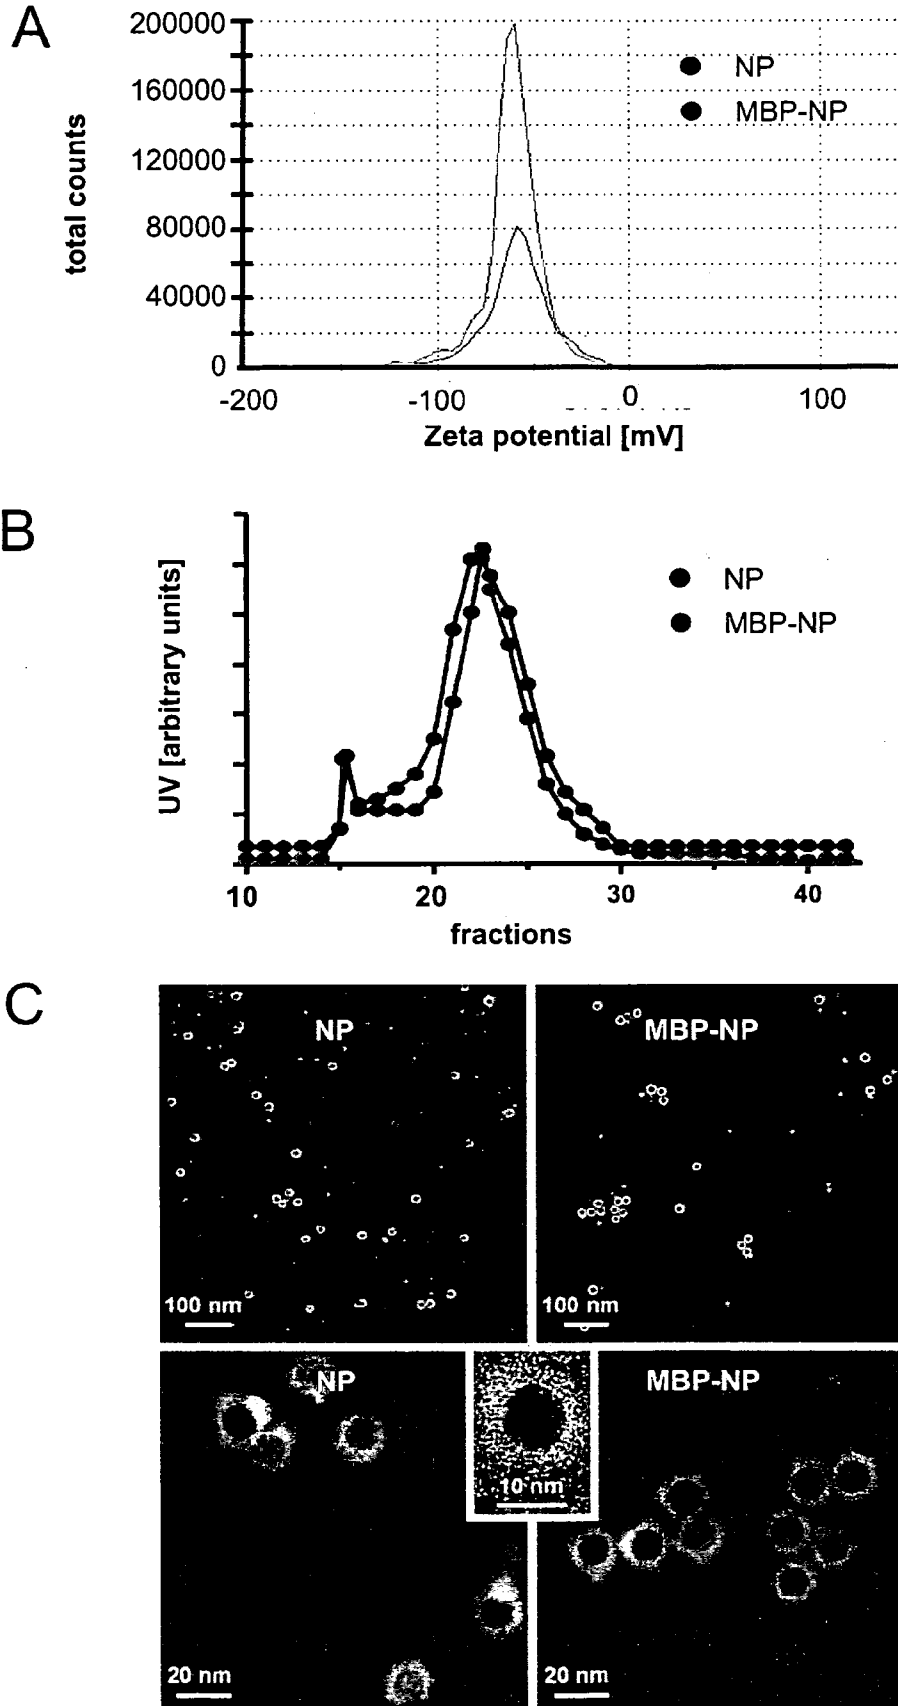 A
200000
160000
120000
80000
40000
0
total counts
NP
MBP-NP
-200
-100
0
100
Zeta potential [mV]
B
UV [arbitrary units]
NP
MBP-NP
10
20
30
40
fractions
C
NP
MBP-NP
100 nm
100 nm
NP
MBP-NP
10 nm
20 nm
20 nm